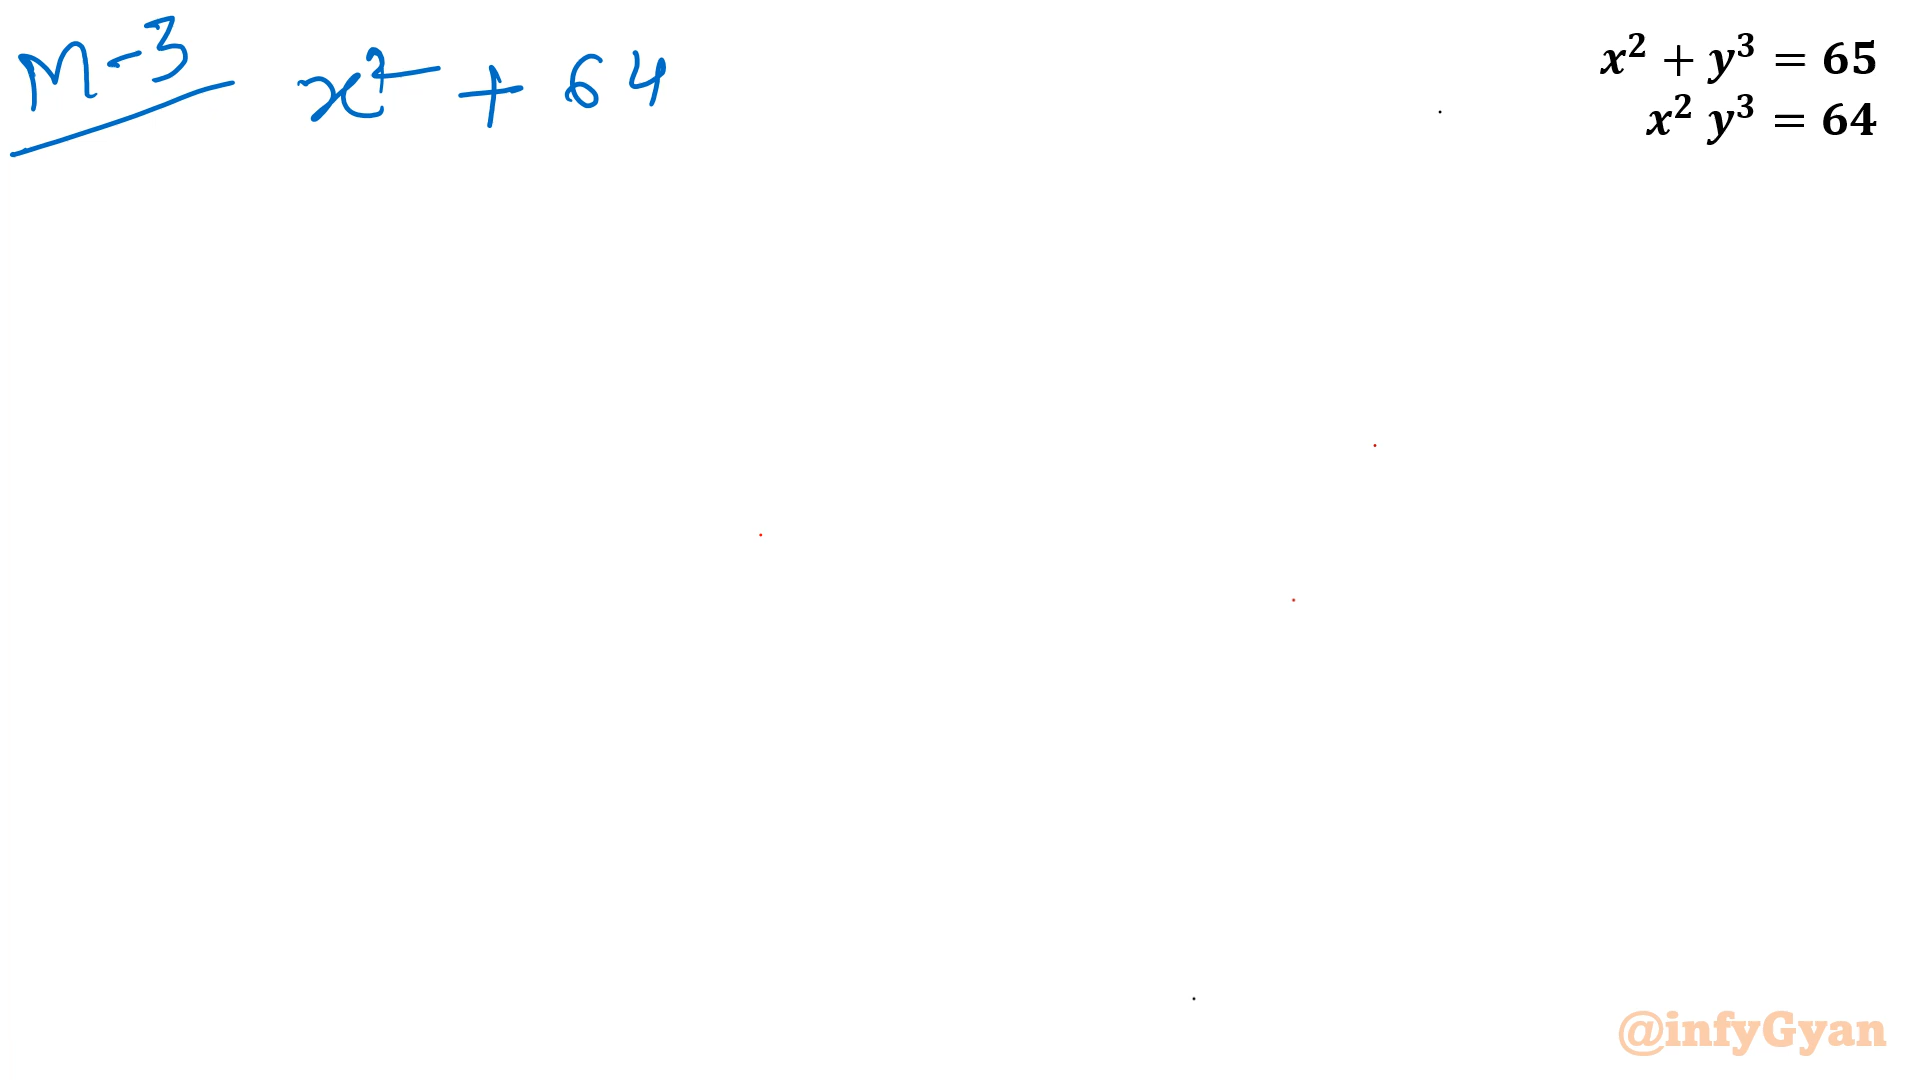 M-3
x² + 64
x² + y³ = 65
x² y³ = 64
@infyGyan